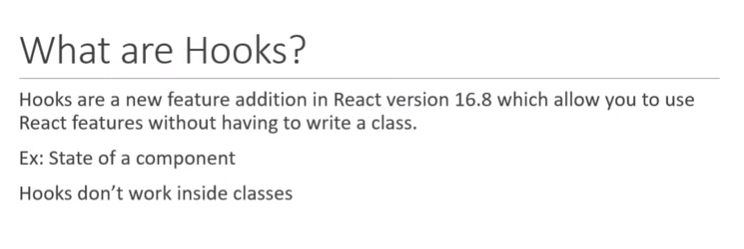 What are Hooks?
Hooks are a new feature addition in React version 16.8 which allow you to use
React features without having to write a class.
Ex: State of a component
Hooks don’t work inside classes